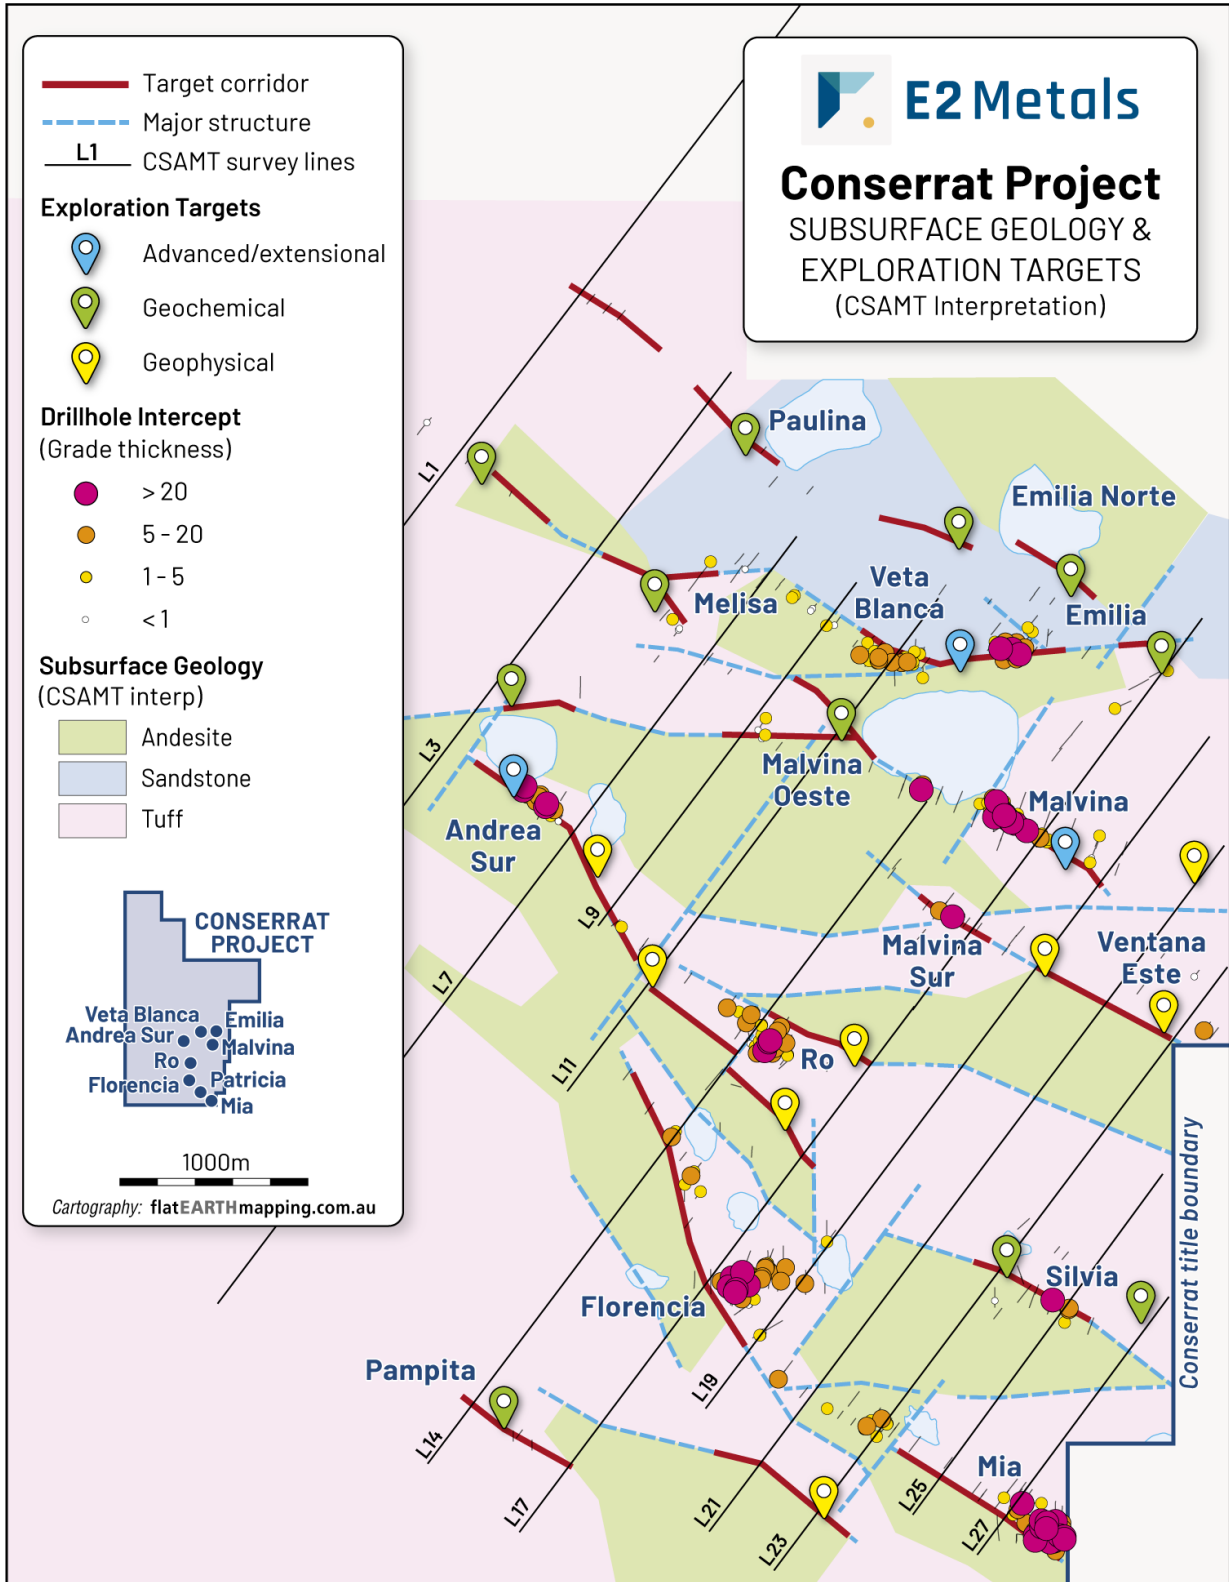 Target corridor
Major structure
L1
CSAMT survey lines
Exploration Targets
Advanced/extensional
Geochemical
Geophysical
Drillhole Intercept
(Grade thickness)
> 20
5 - 20
1 - 5
< 1
Subsurface Geology
(CSAMT interp)
Andesite
Sandstone
Tuff
CONSERRAT
PROJECT
Veta Blanca
Emilia
Andrea Sur
Malvina
Ro
Florencia
Patricia
Mia
1000m
Cartography: flatEARTHmapping.com.au
E2 Metals
Conserrat Project
SUBSURFACE GEOLOGY &
EXPLORATION TARGETS
(CSAMT Interpretation)
Paulina
L1
Emilia Norte
Veta
Blanca
Melisa
Emilia
L3
Malvina
Oeste
Malvina
Andrea
Sur
L9
Malvina
Sur
Ventana
Este
L7
L11
Ro
Conserrat title boundary
Silvia
Florencia
Pampita
L19
L14
L17
L21
L23
L25
L27
Mia